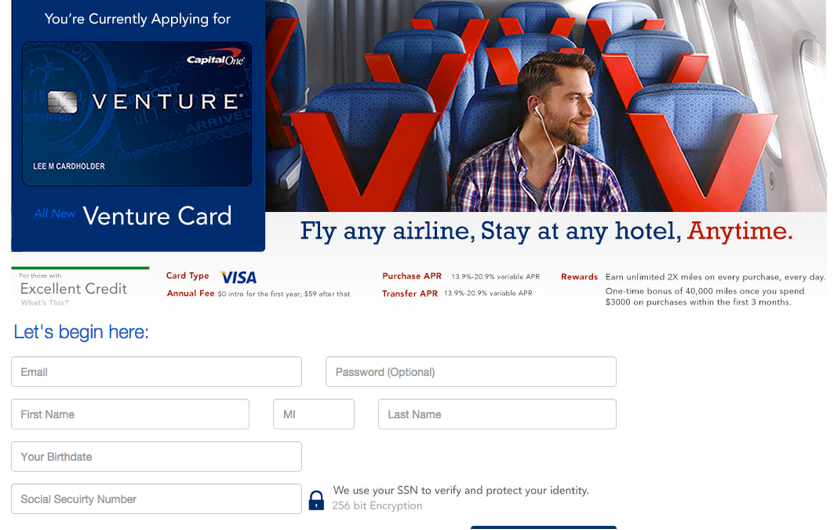 You're Currently Applying for
CapitalOne®
VENTURE®
ARRIVED
LEE M CARDHOLDER
All New Venture Card
Fly any airline, Stay at any hotel, Anytime.
For those with
Excellent Credit
What's This?
Card Type VISA
Annual Fee $0 intro for the first year; $59 after that
Purchase APR 13.9%-20.9% variable APR
Transfer APR 13.9%-20.9% variable APR
Rewards Earn unlimited 2X miles on every purchase, every day.
One-time bonus of 40,000 miles once you spend
$3000 on purchases within the first 3 months.
Let's begin here:
Email
Password (Optional)
First Name
MI
Last Name
Your Birthdate
Social Secuirty Number
We use your SSN to verify and protect your identity.
256 bit Encryption